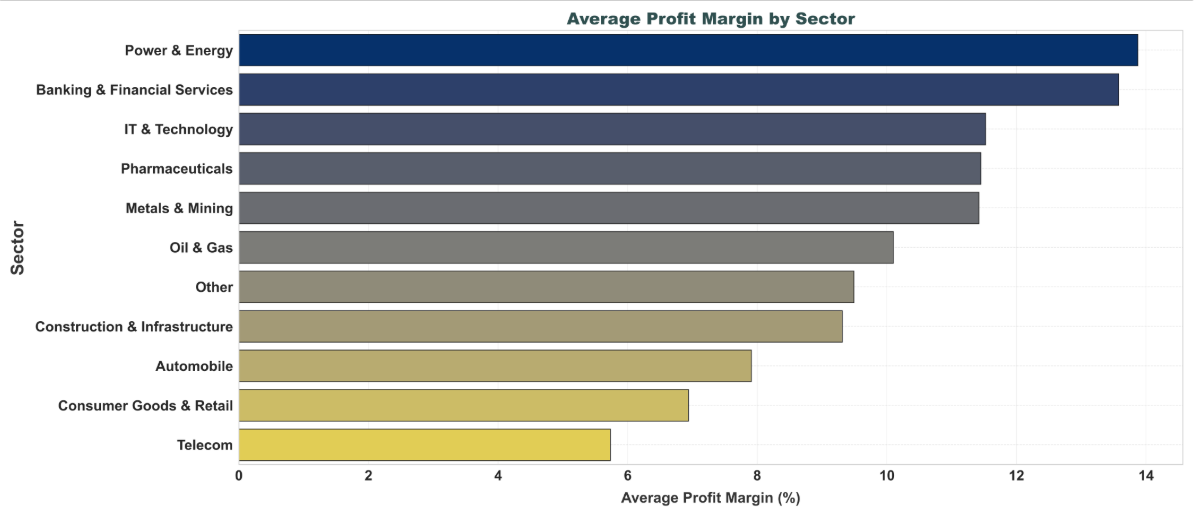 Average Profit Margin by Sector
Sector
Power & Energy
Banking & Financial Services
IT & Technology
Pharmaceuticals
Metals & Mining
Oil & Gas
Other
Construction & Infrastructure
Automobile
Consumer Goods & Retail
Telecom
0 2 4 6 8 10 12 14
Average Profit Margin (%)